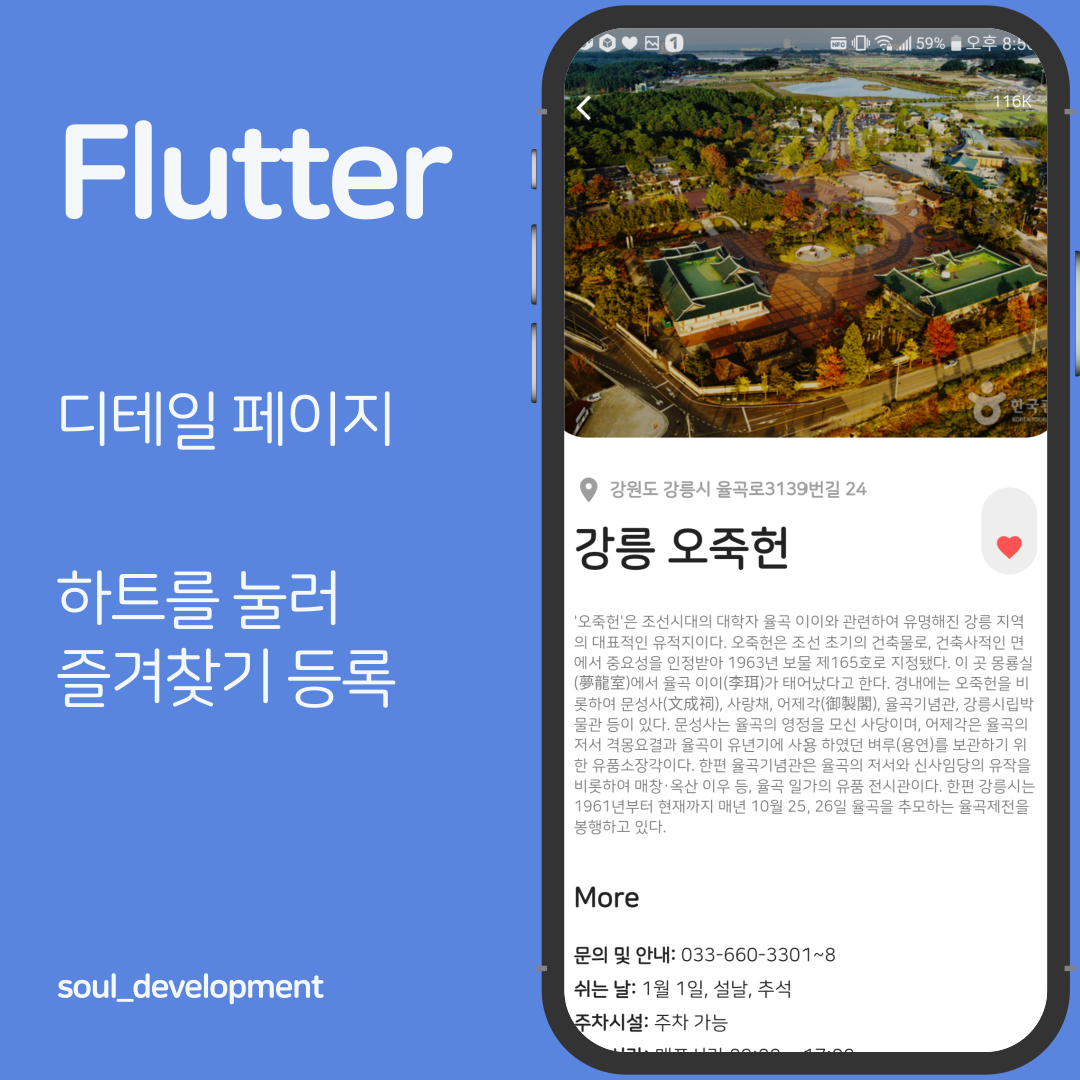 Flutter
디테일 페이지
하트를 눌러
즐겨찾기 등록
soul_development
1 59% 오후
116K
한국
강원도 강릉시 율곡로3139번길 24
강릉 오죽헌
'오죽헌'은 조선시대의 대학자 율곡 이이와 관련하여 유명해진 강릉 지역
의 대표적인 유적지이다. 오죽헌은 조선 초기의 건축물로, 건축사적인 면
에서 중요성을 인정받아 1963년 보물 제165호로 지정됐다. 이 곳 몽룡실
(夢龍室)에서 율곡 이이(李珥)가 태어났다고 한다. 경내에는 오죽헌을 비
롯하여 문성사(文成祠), 사랑채, 어제각(御製閣), 율곡기념관, 강릉시립박
물관 등이 있다. 문성사는 율곡의 영정을 모신 사당이며, 어제각은 율곡의
저서 격몽요결과 율곡이 유년기에 사용 하였던 벼루(용연)를 보관하기 위
한 유품소장각이다. 한편 율곡기념관은 율곡의 저서와 신사임당의 유작을
비롯하여 매창·옥산 이우 등, 율곡 일가의 유품 전시관이다. 한편 강릉시는
1961년부터 현재까지 매년 10월 25, 26일 율곡을 추모하는 율곡제전을
봉행하고 있다.
More
문의 및 안내: 033-660-3301~8
쉬는 날: 1월 1일, 설날, 추석
주차시설: 주차 가능